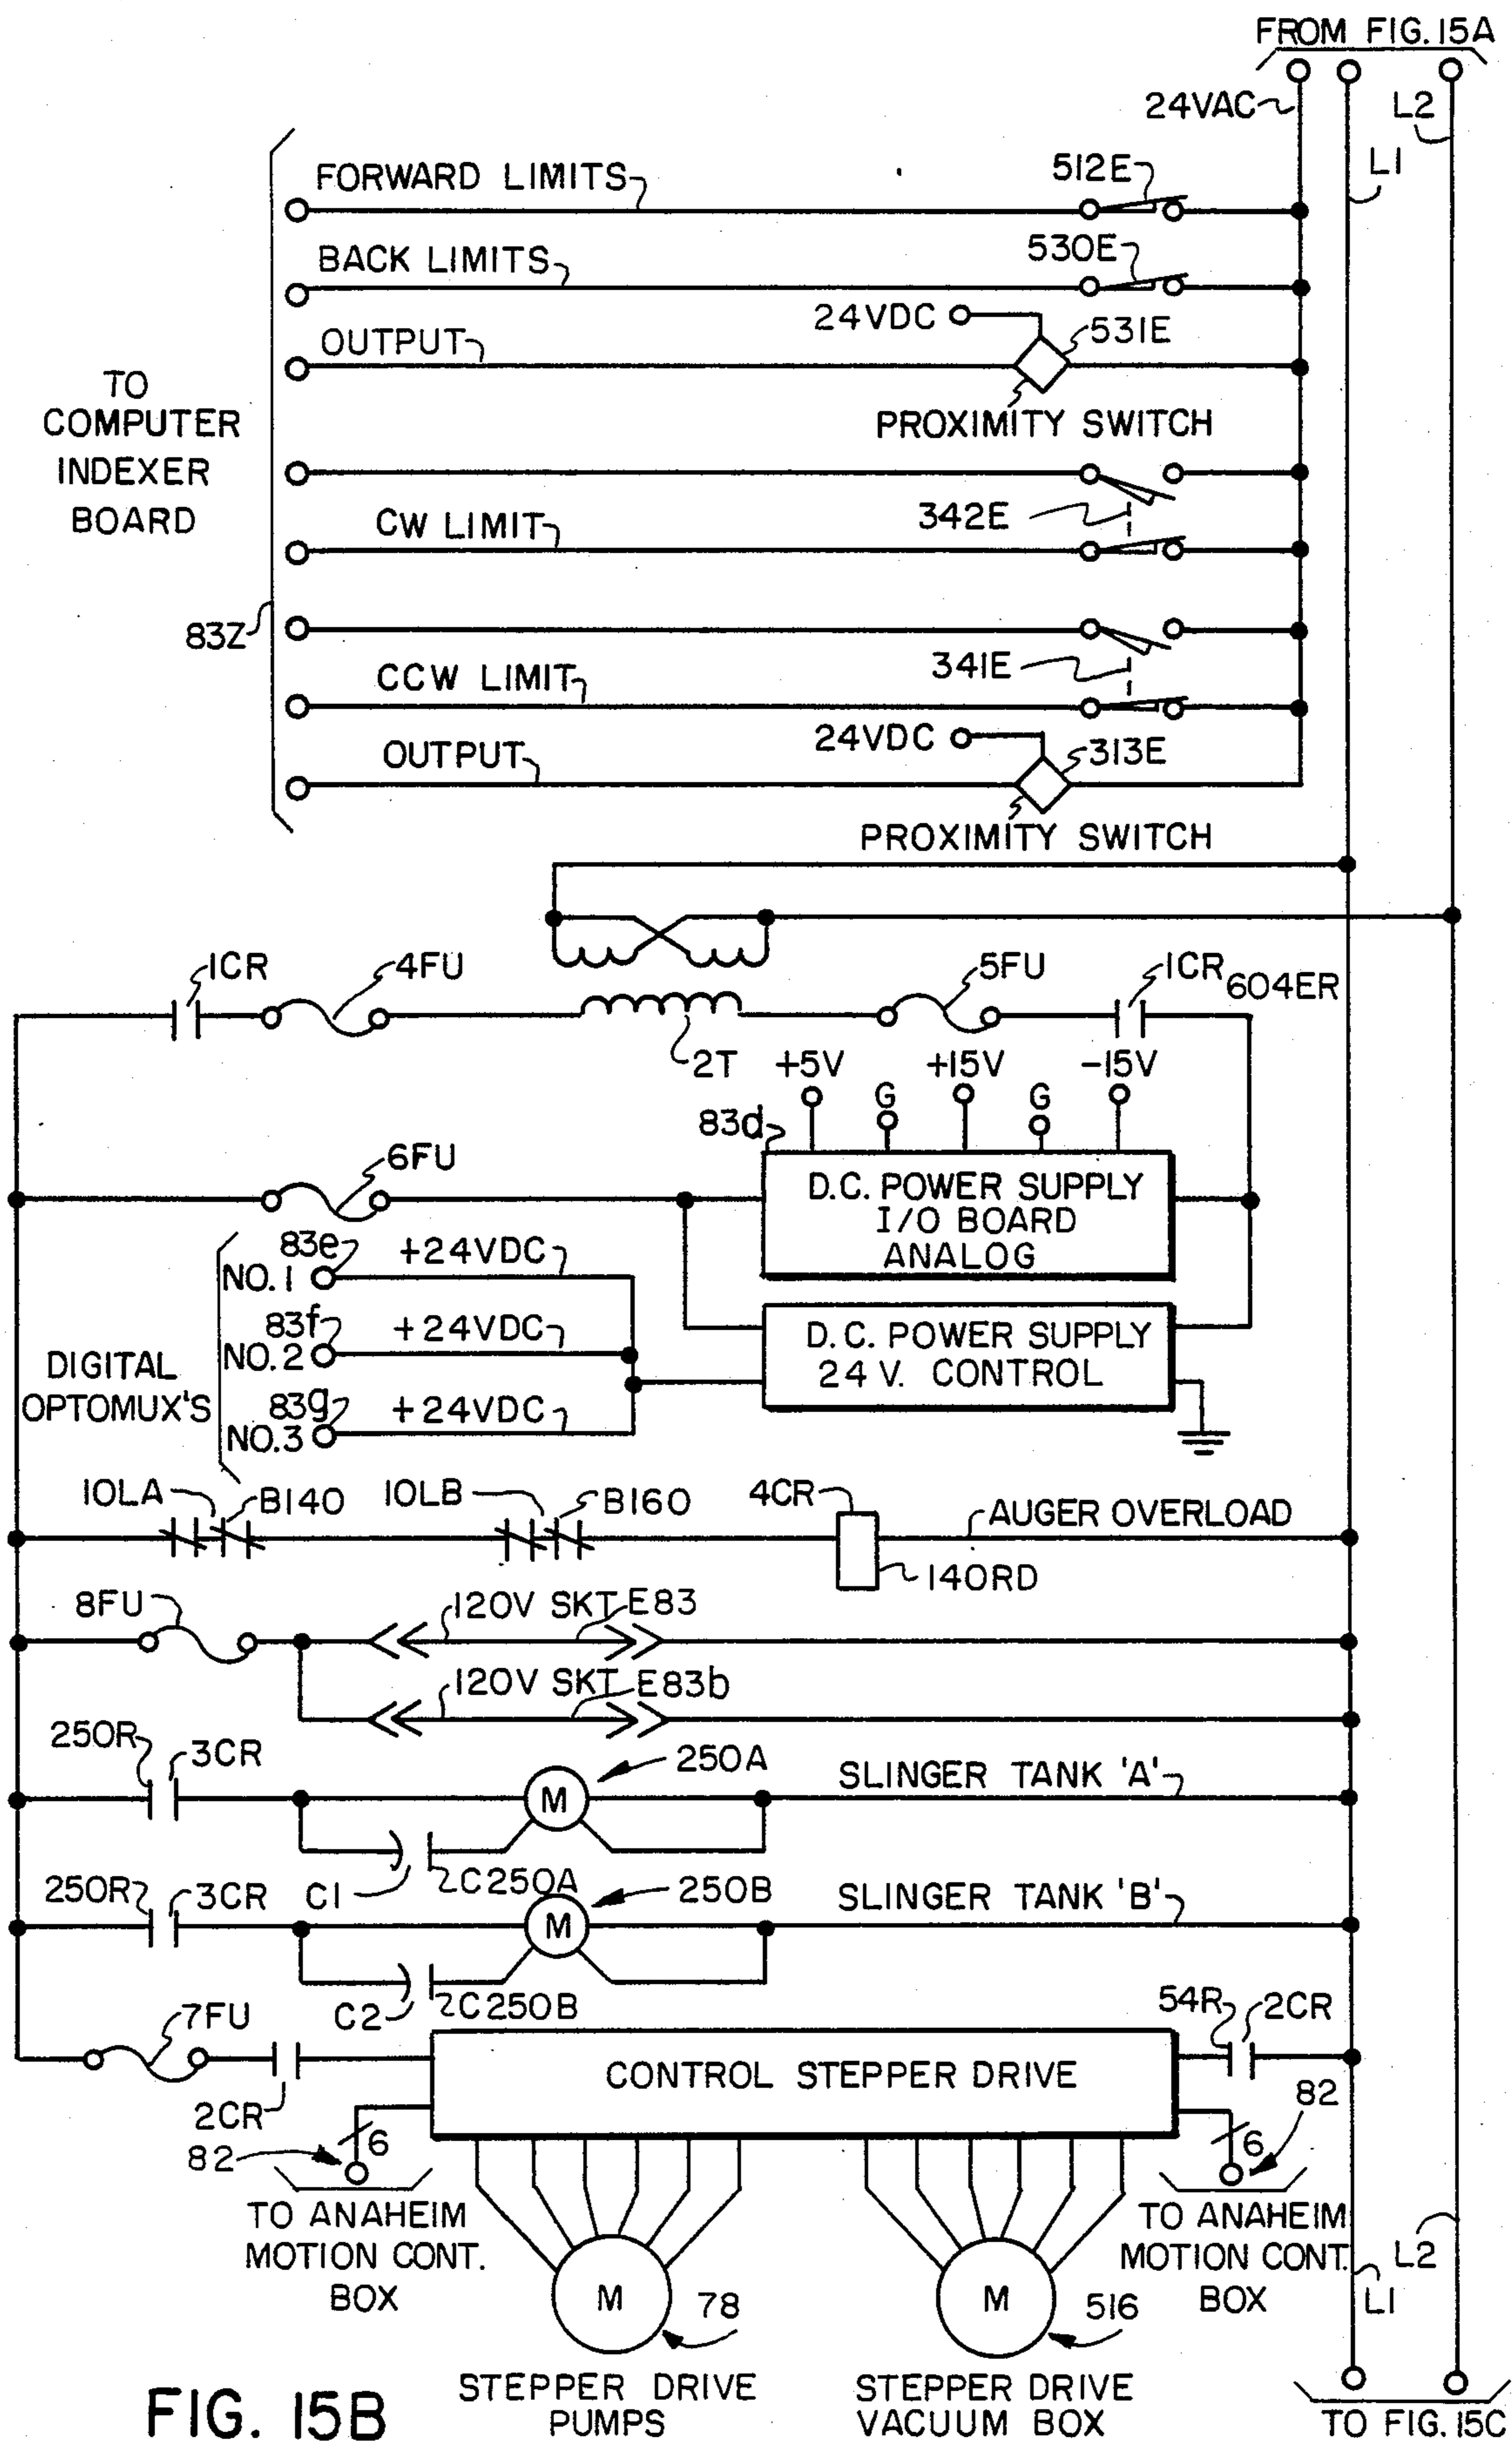 FROM FIG. 15A
24VAC
L2
L1
FORWARD LIMITS
512E
BACK LIMITS
530E
24VDC
531E
OUTPUT
PROXIMITY SWITCH
TO
COMPUTER
INDEXER
BOARD
342E
CW LIMIT
83Z
341E
CCW LIMIT
24VDC
313E
OUTPUT
PROXIMITY SWITCH
1CR
4FU
5FU
1CR
604ER
2T
+5V
+15V
-15V
G
G
83d
6FU
D.C. POWER SUPPLY
I/O BOARD
ANALOG
83e
+24VDC
NO. 1
83f
+24VDC
NO. 2
83g
+24VDC
NO. 3
DIGITAL
OPTOMUX'S
D.C. POWER SUPPLY
24 V. CONTROL
10LA
B140
10LB
B160
4CR
AUGER OVERLOAD
140RD
8FU
120V SKT E83
120V SKT E83b
250R
3CR
250A
SLINGER TANK 'A'
M
C1
C250A
250R
3CR
250B
SLINGER TANK 'B'
M
C2
C250B
7FU
54R
2CR
CONTROL STEPPER DRIVE
2CR
82
6
82
6
TO ANAHEIM
MOTION CONT.
BOX
TO ANAHEIM
MOTION CONT.
BOX
L2
L1
M
78
M
516
STEPPER DRIVE
PUMPS
STEPPER DRIVE
VACUUM BOX
FIG. 15B
TO FIG. 15C